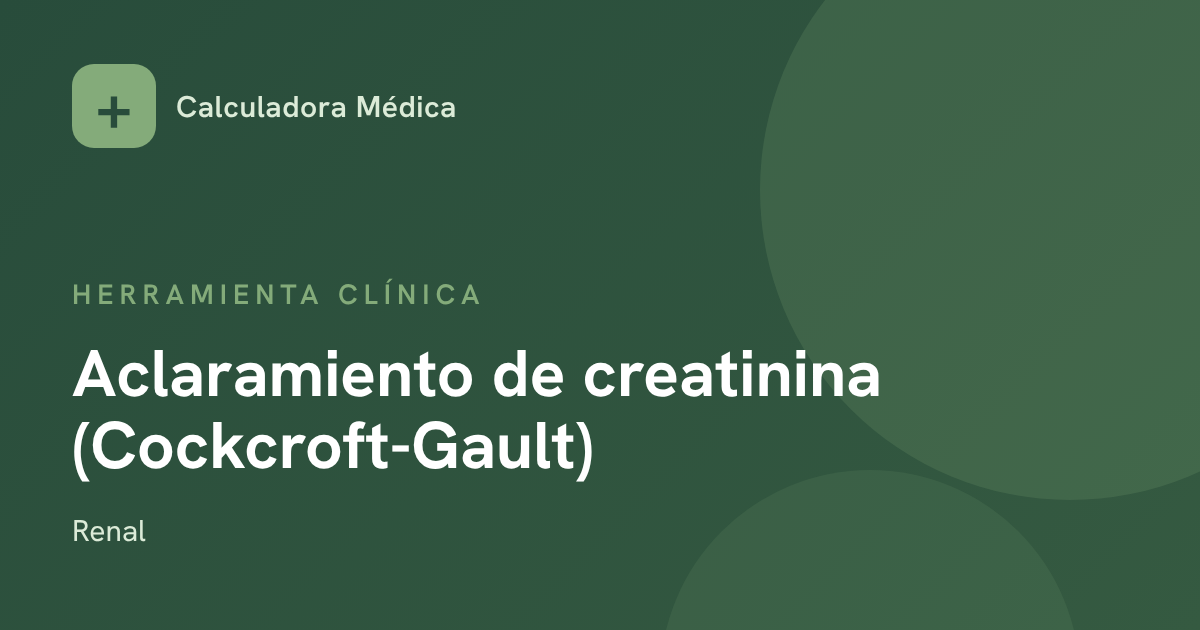 Calculadora Médica
HERRAMIENTA CLÍNICA
Aclaramiento de creatinina
(Cockcroft-Gault)
Renal